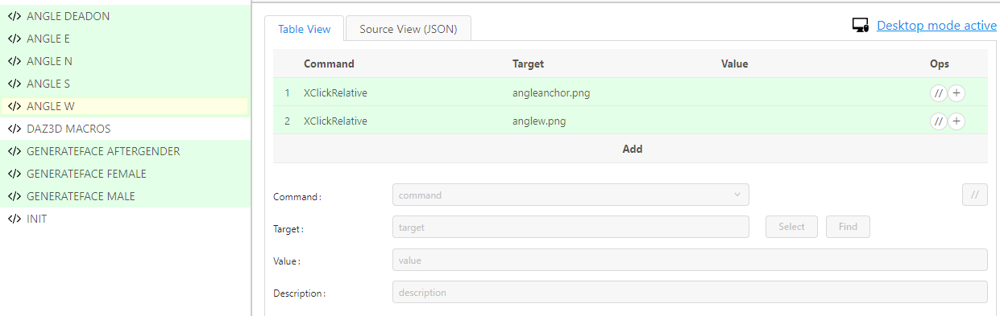 </> ANGLE DEADON
</> ANGLE E
</> ANGLE N
</> ANGLE S
</> ANGLE W
</> DAZ3D MACROS
</> GENERATEFACE AFTERGENDER
</> GENERATEFACE FEMALE
</> GENERATEFACE MALE
</> INIT
Table View Source View (JSON) Desktop mode active
Command Target Value Ops
1 XClickRelative angleanchor.png // +
2 XClickRelative anglew.png // +
Add
Command: command //
Target: target Select Find
Value: value
Description: description